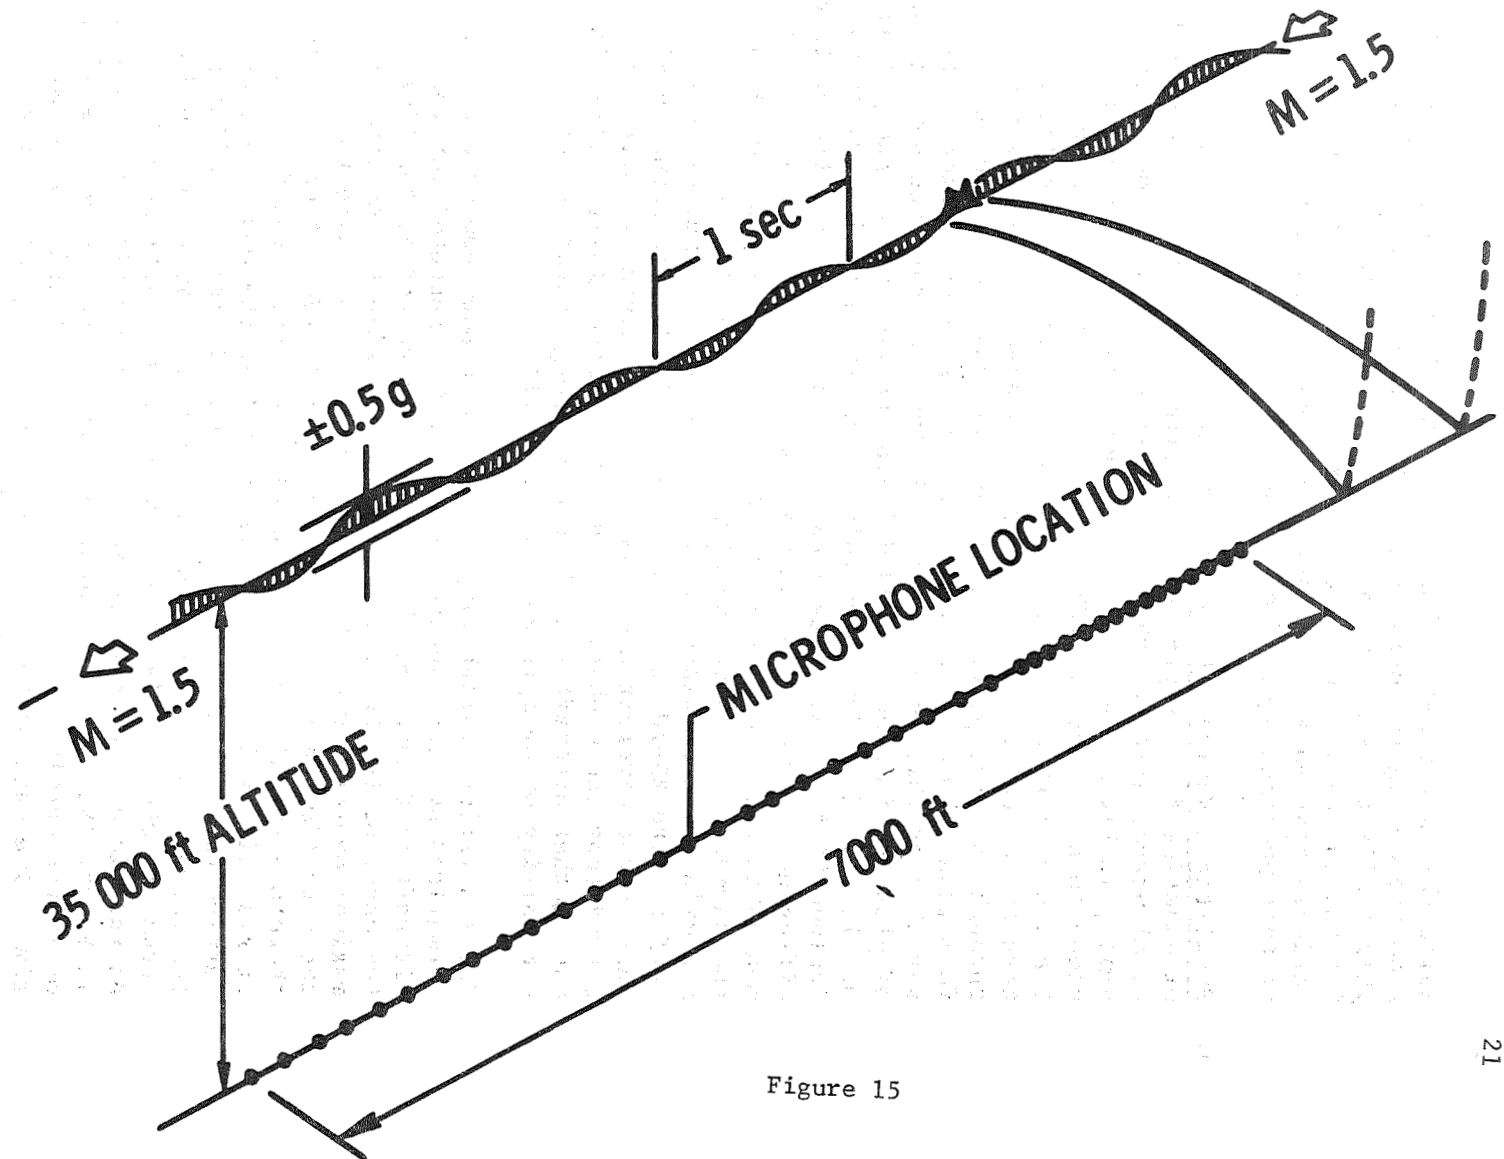 M = 1.5
1 sec
±0.5g
M = 1.5
MICROPHONE LOCATION
35 000 ft ALTITUDE
7000 ft
Figure 15
21